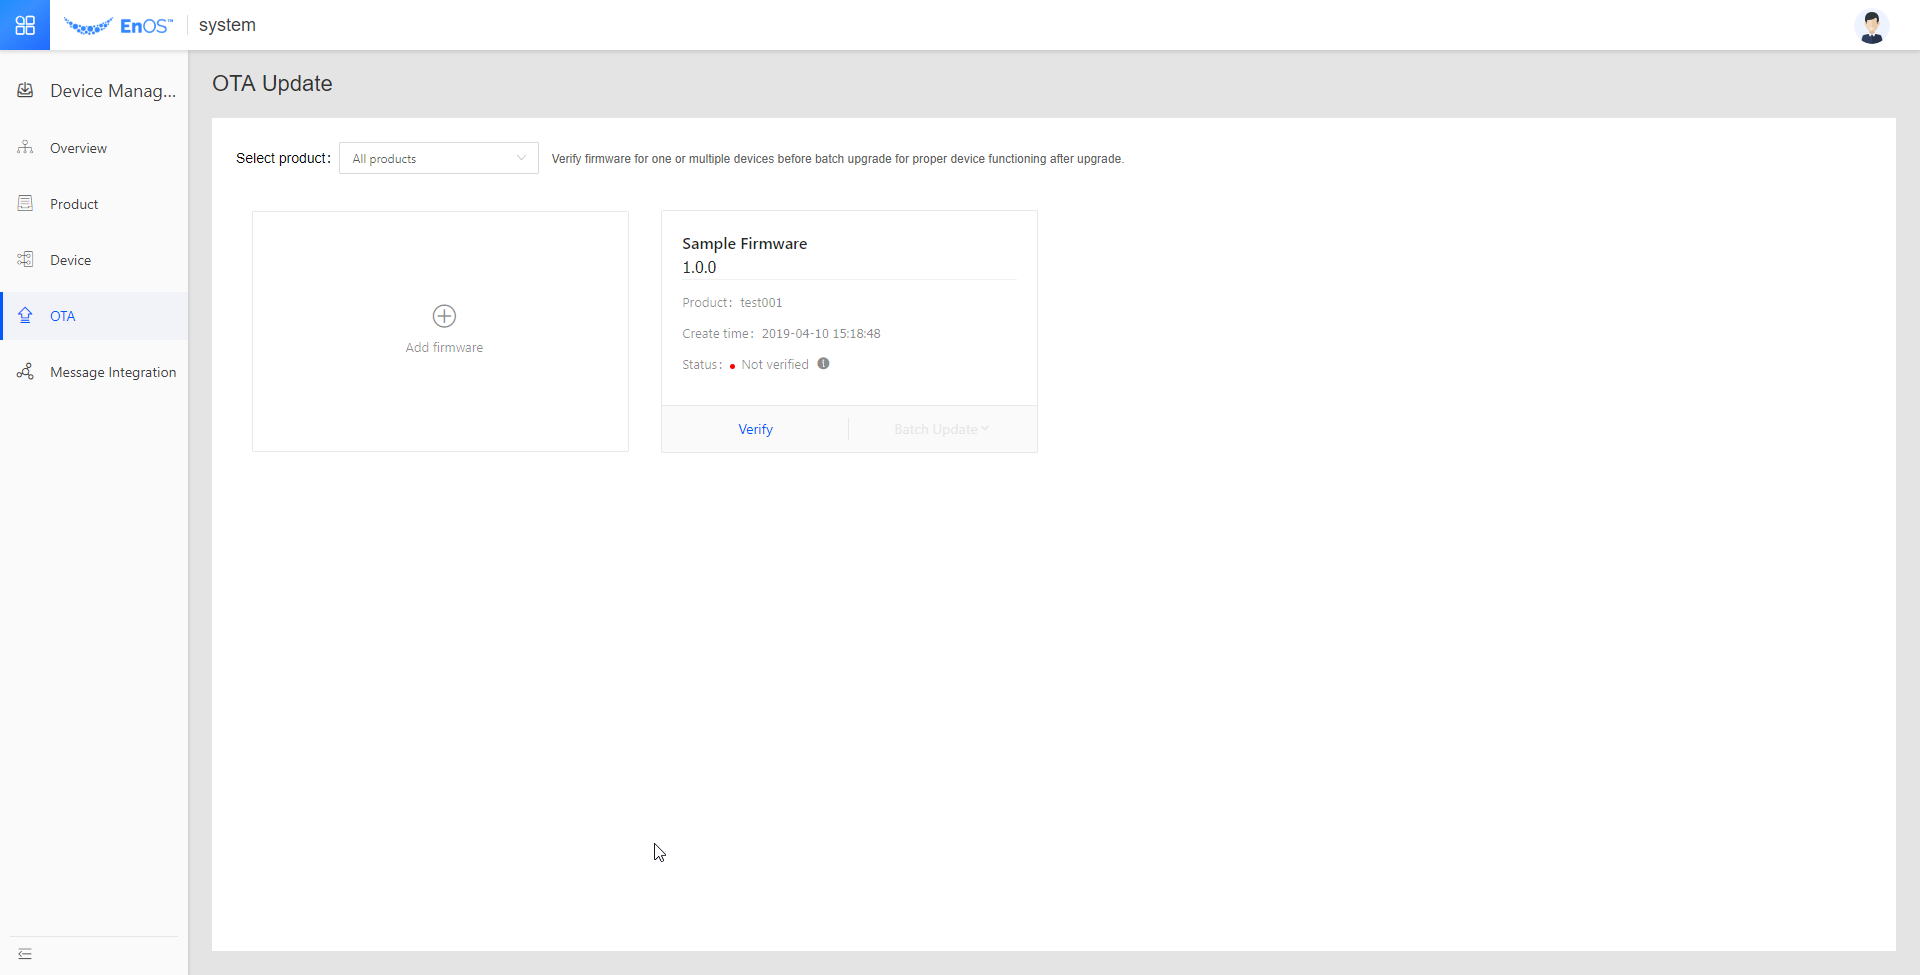 EnOS™
system
Device Manag...
Overview
Product
Device
OTA
Message Integration
OTA Update
Select product:
All products
Verify firmware for one or multiple devices before batch upgrade for proper device functioning after upgrade.
Add firmware
Sample Firmware
1.0.0
Product: test001
Create time: 2019-04-10 15:18:48
Status: Not verified
Verify
Batch Update